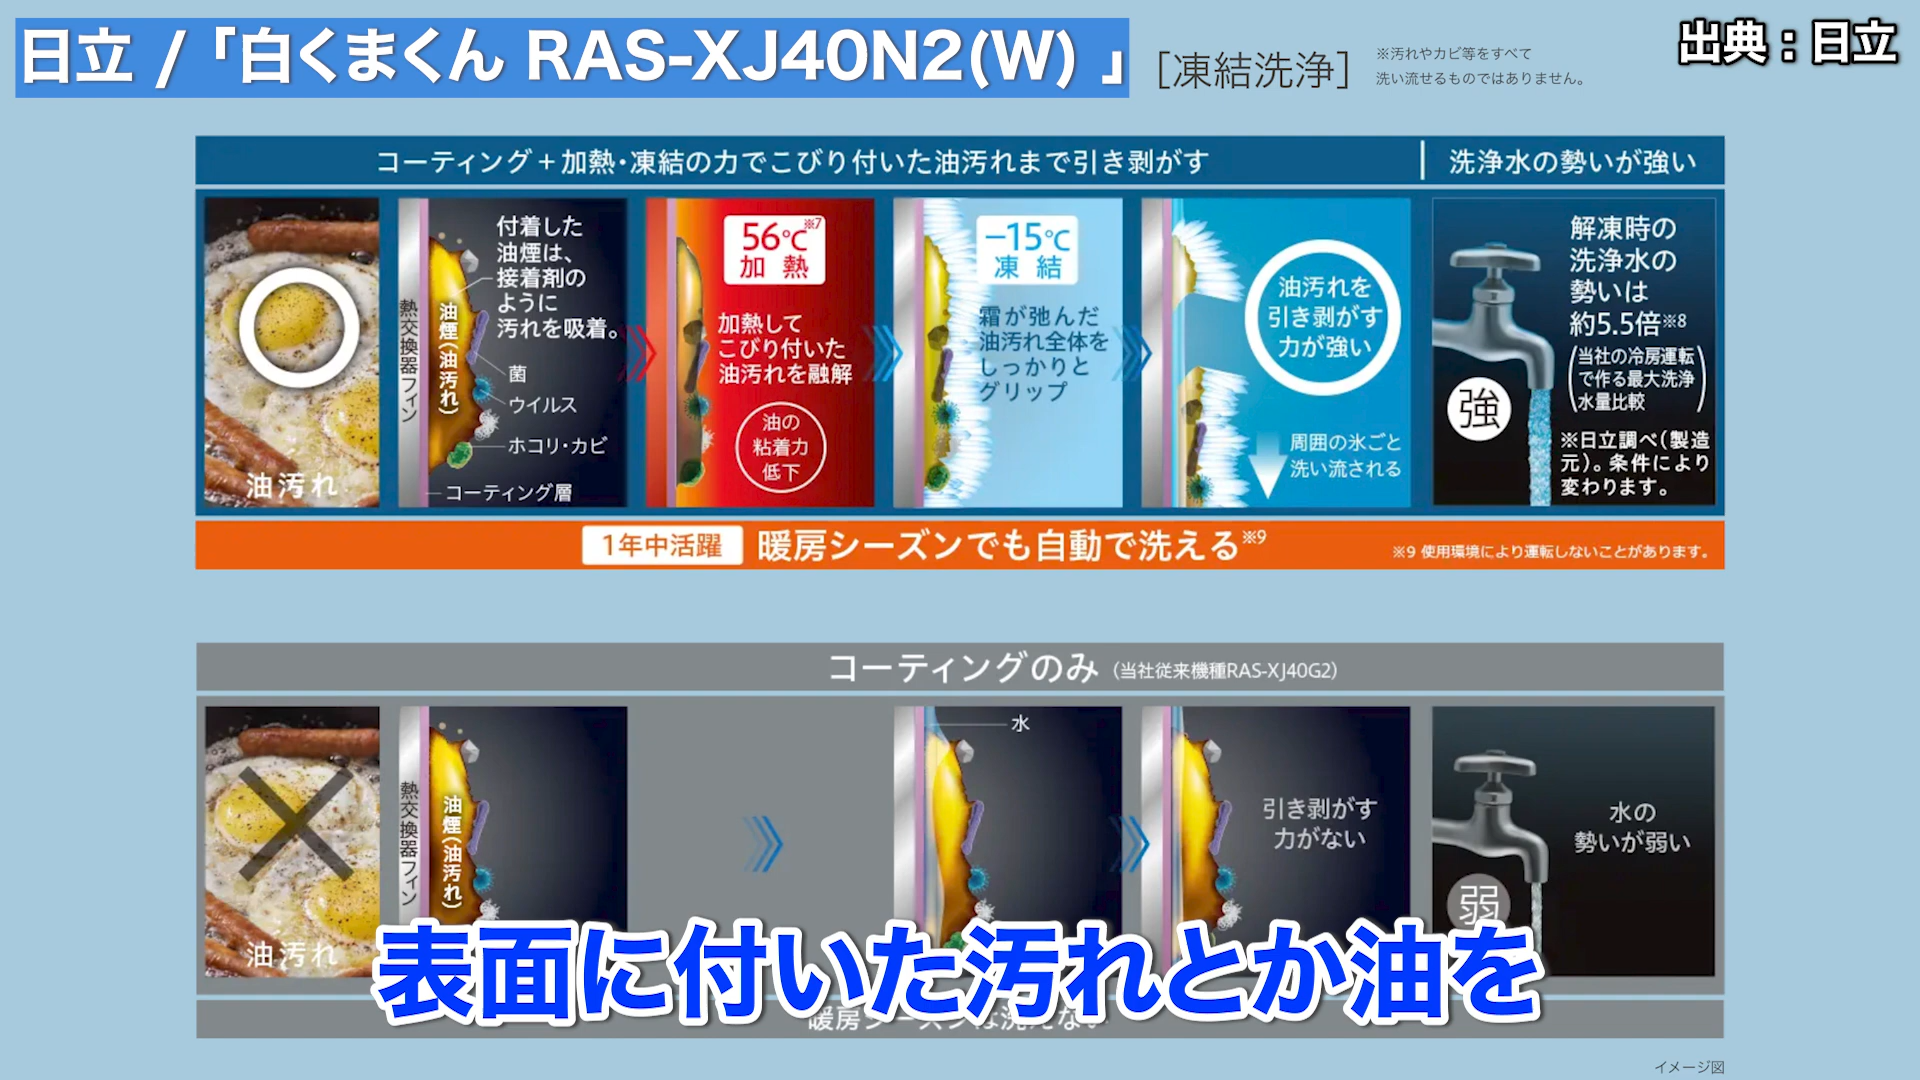 日立 /「白くまくん RAS-XJ40N2(W) 」
[凍結洗浄]
※汚れやカビ等をすべて
洗い流せるものではありません。
出典：日立
コーティング＋加熱・凍結の力でこびり付いた油汚れまで引き剥がす
洗浄水の勢いが強い
油汚れ
熱交換器フィン
油煙(油汚れ)
付着した
油煙は、
接着剤の
ように
汚れを吸着。
菌
ウイルス
ホコリ・カビ
コーティング層
56℃※7
加熱
加熱して
こびり付いた
油汚れを融解
油の
粘着力
低下
−15℃
凍結
霜が弛んだ
油汚れ全体を
しっかりと
グリップ
油汚れを
引き剥がす
力が強い
周囲の氷ごと
洗い流される
強
解凍時の
洗浄水の
勢いは
約5.5倍※8
(当社の冷房運転
で作る最大洗浄
水量比較)
※日立調べ(製造
元)。条件により
変わります。
1年中活躍
暖房シーズンでも自動で洗える※9
※9 使用環境により運転しないことがあります。
コーティングのみ (当社従来機種RAS-XJ40G2)
油汚れ
熱交換器フィン
油煙(油汚れ)
水
引き剥がす
力がない
弱
水の
勢いが弱い
表面に付いた汚れとか油を
暖房シーズンは洗えない
イメージ図